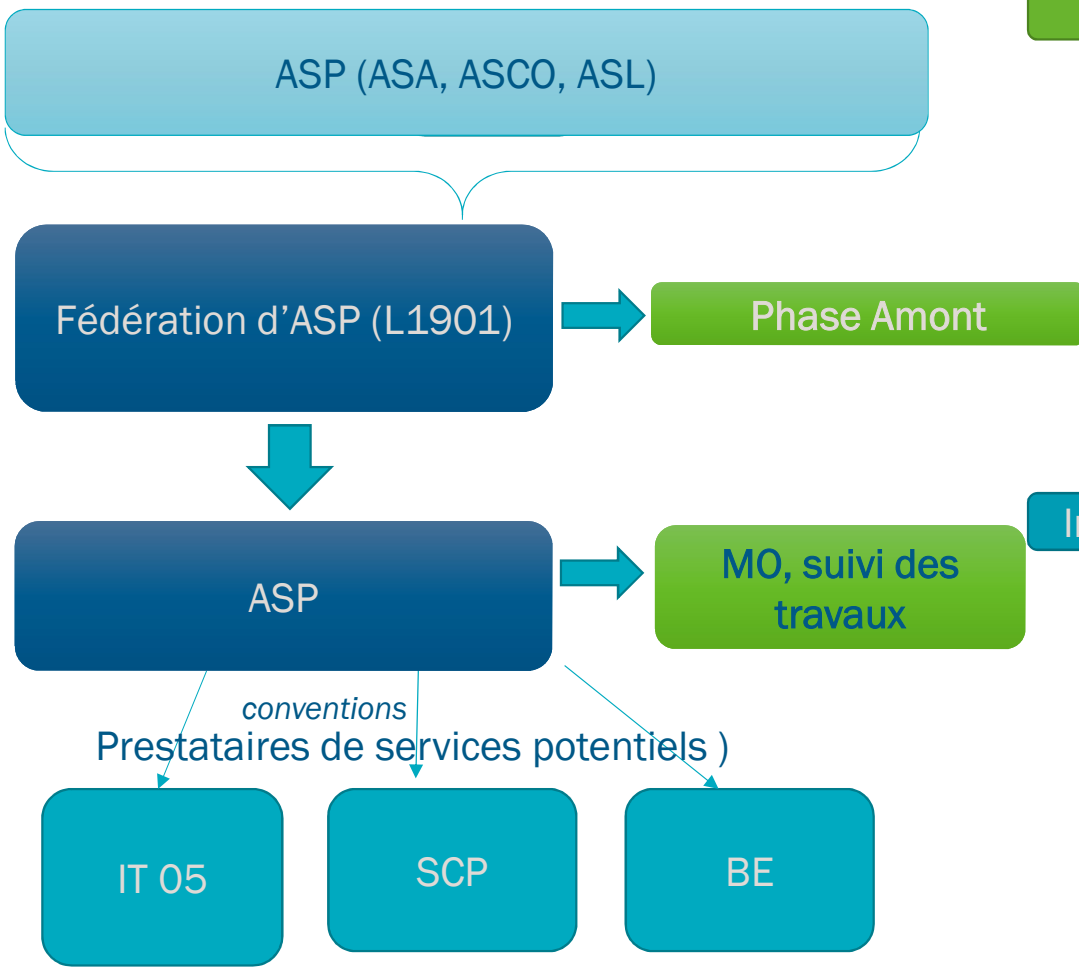 ASP (ASA, ASCO, ASL)
Fédération d’ASP (L1901)
Phase Amont
ASP
MO, suivi des
travaux
conventions
Prestataires de services potentiels )
IT 05
SCP
BE